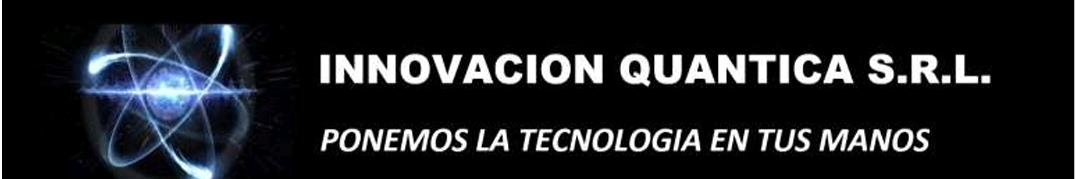 INNOVACION QUANTICA S.R.L.
PONEMOS LA TECNOLOGIA EN TUS MANOS